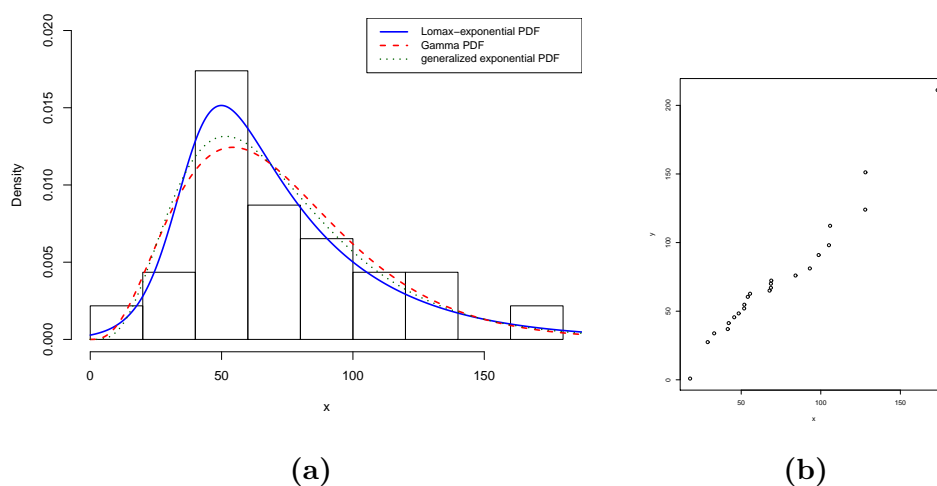 0.020
0.015
0.010
0.005
0.000
Density
0 50 100 150
x
Lomax−exponential PDF
Gamma PDF
generalized exponential PDF
(a)
200
150
100
50
0
y
50 100 150
x
(b)